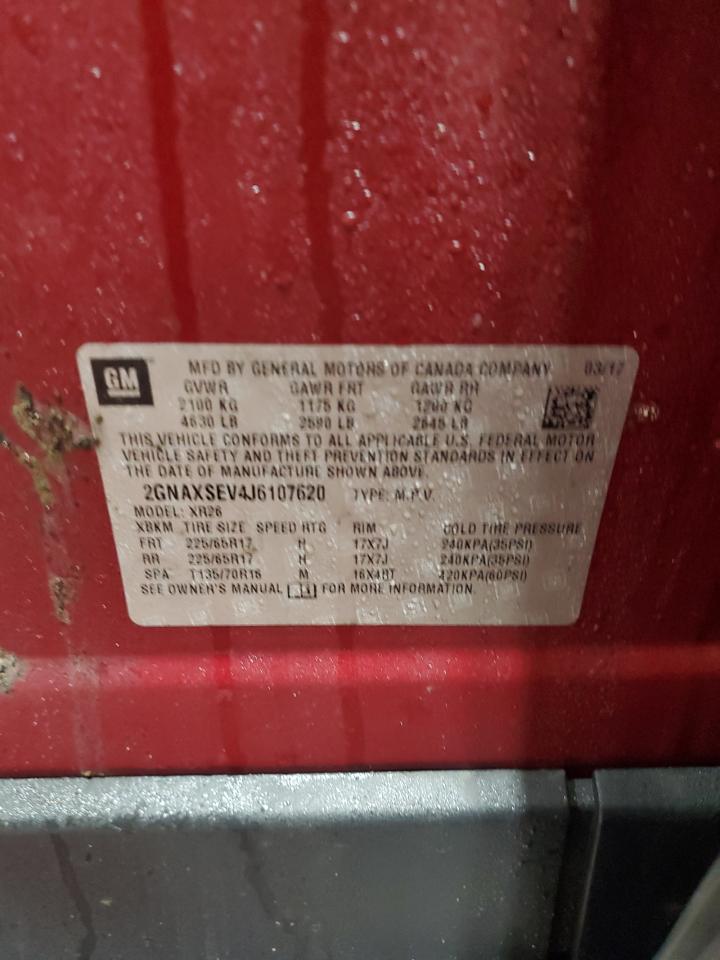 GM
MFD BY GENERAL MOTORS OF CANADA COMPANY 03/17
GVWR GAWR FRT GAWR RR
2100 KG 1175 KG 1200 KG
4630 LB 2590 LB 2645 LB
THIS VEHICLE CONFORMS TO ALL APPLICABLE U.S. FEDERAL MOTOR
VEHICLE SAFETY AND THEFT PREVENTION STANDARDS IN EFFECT ON
THE DATE OF MANUFACTURE SHOWN ABOVE.
2GNAXSEV4J6107620 TYPE: M.P.V.
MODEL: XR26
XBKM TIRE SIZE SPEED RTG RIM COLD TIRE PRESSURE
FRT 225/65R17 H 17X7J 240KPA(35PSI)
RR 225/65R17 H 17X7J 240KPA(35PSI)
SPA T135/70R16 M 16X4BT 420KPA(60PSI)
SEE OWNER'S MANUAL FOR MORE INFORMATION.